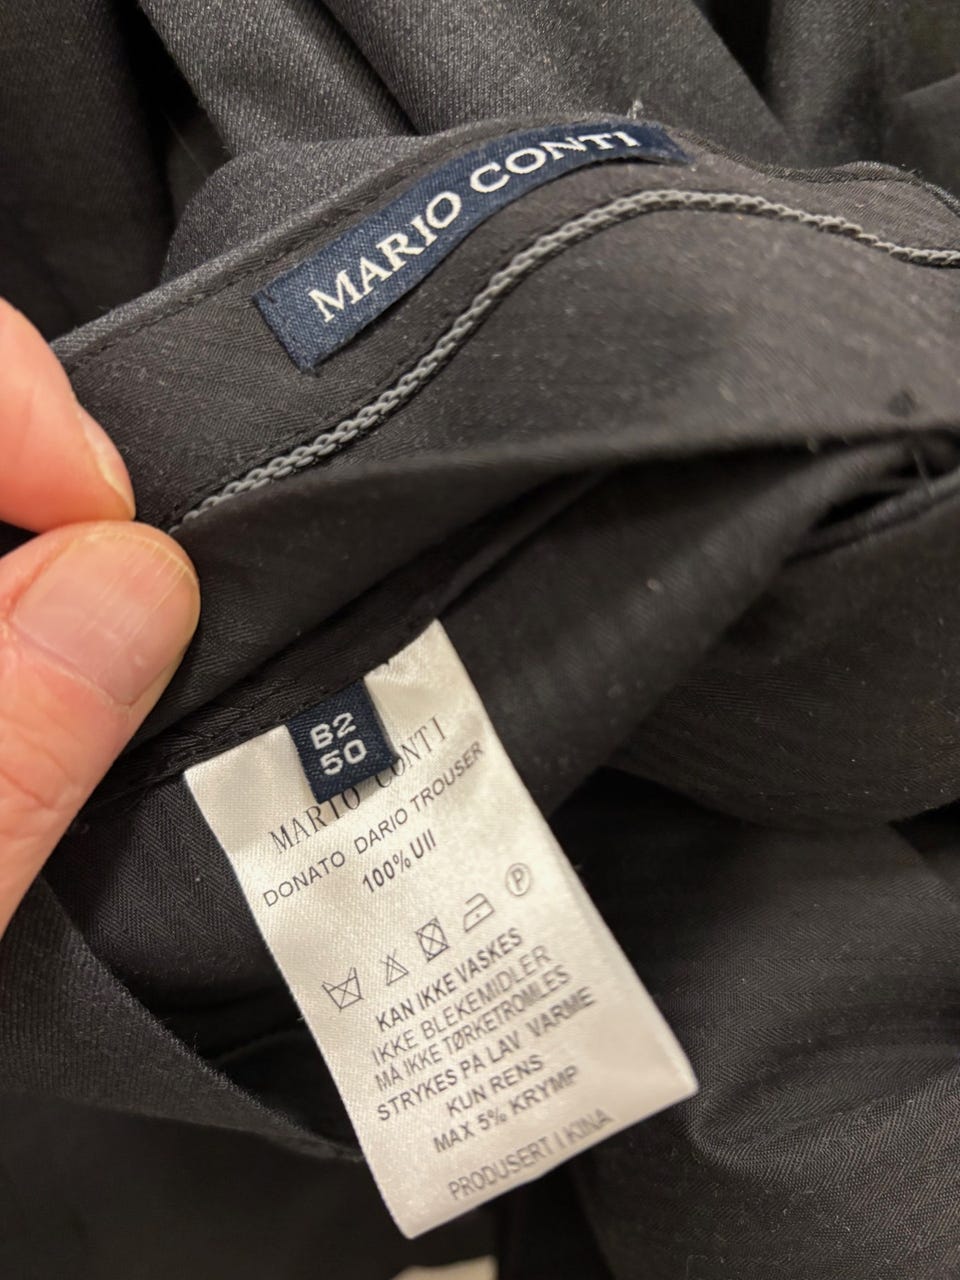 MARIO CONTI
B2
50
MARIO CONTI
DONATO DARIO TROUSER
100% Ull
P
KAN IKKE VASKES
IKKE BLEKEMIDLER
MÅ IKKE TØRKETROMLES
STRYKES PÅ LAV VARME
KUN RENS
MAX 5% KRYMP
PRODUSERT I KINA